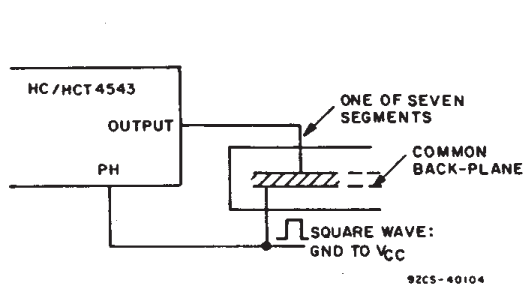 HC/HCT4543
OUTPUT
PH
ONE OF SEVEN
SEGMENTS
COMMON
BACK-PLANE
SQUARE WAVE:
GND TO VCC
92CS-40104